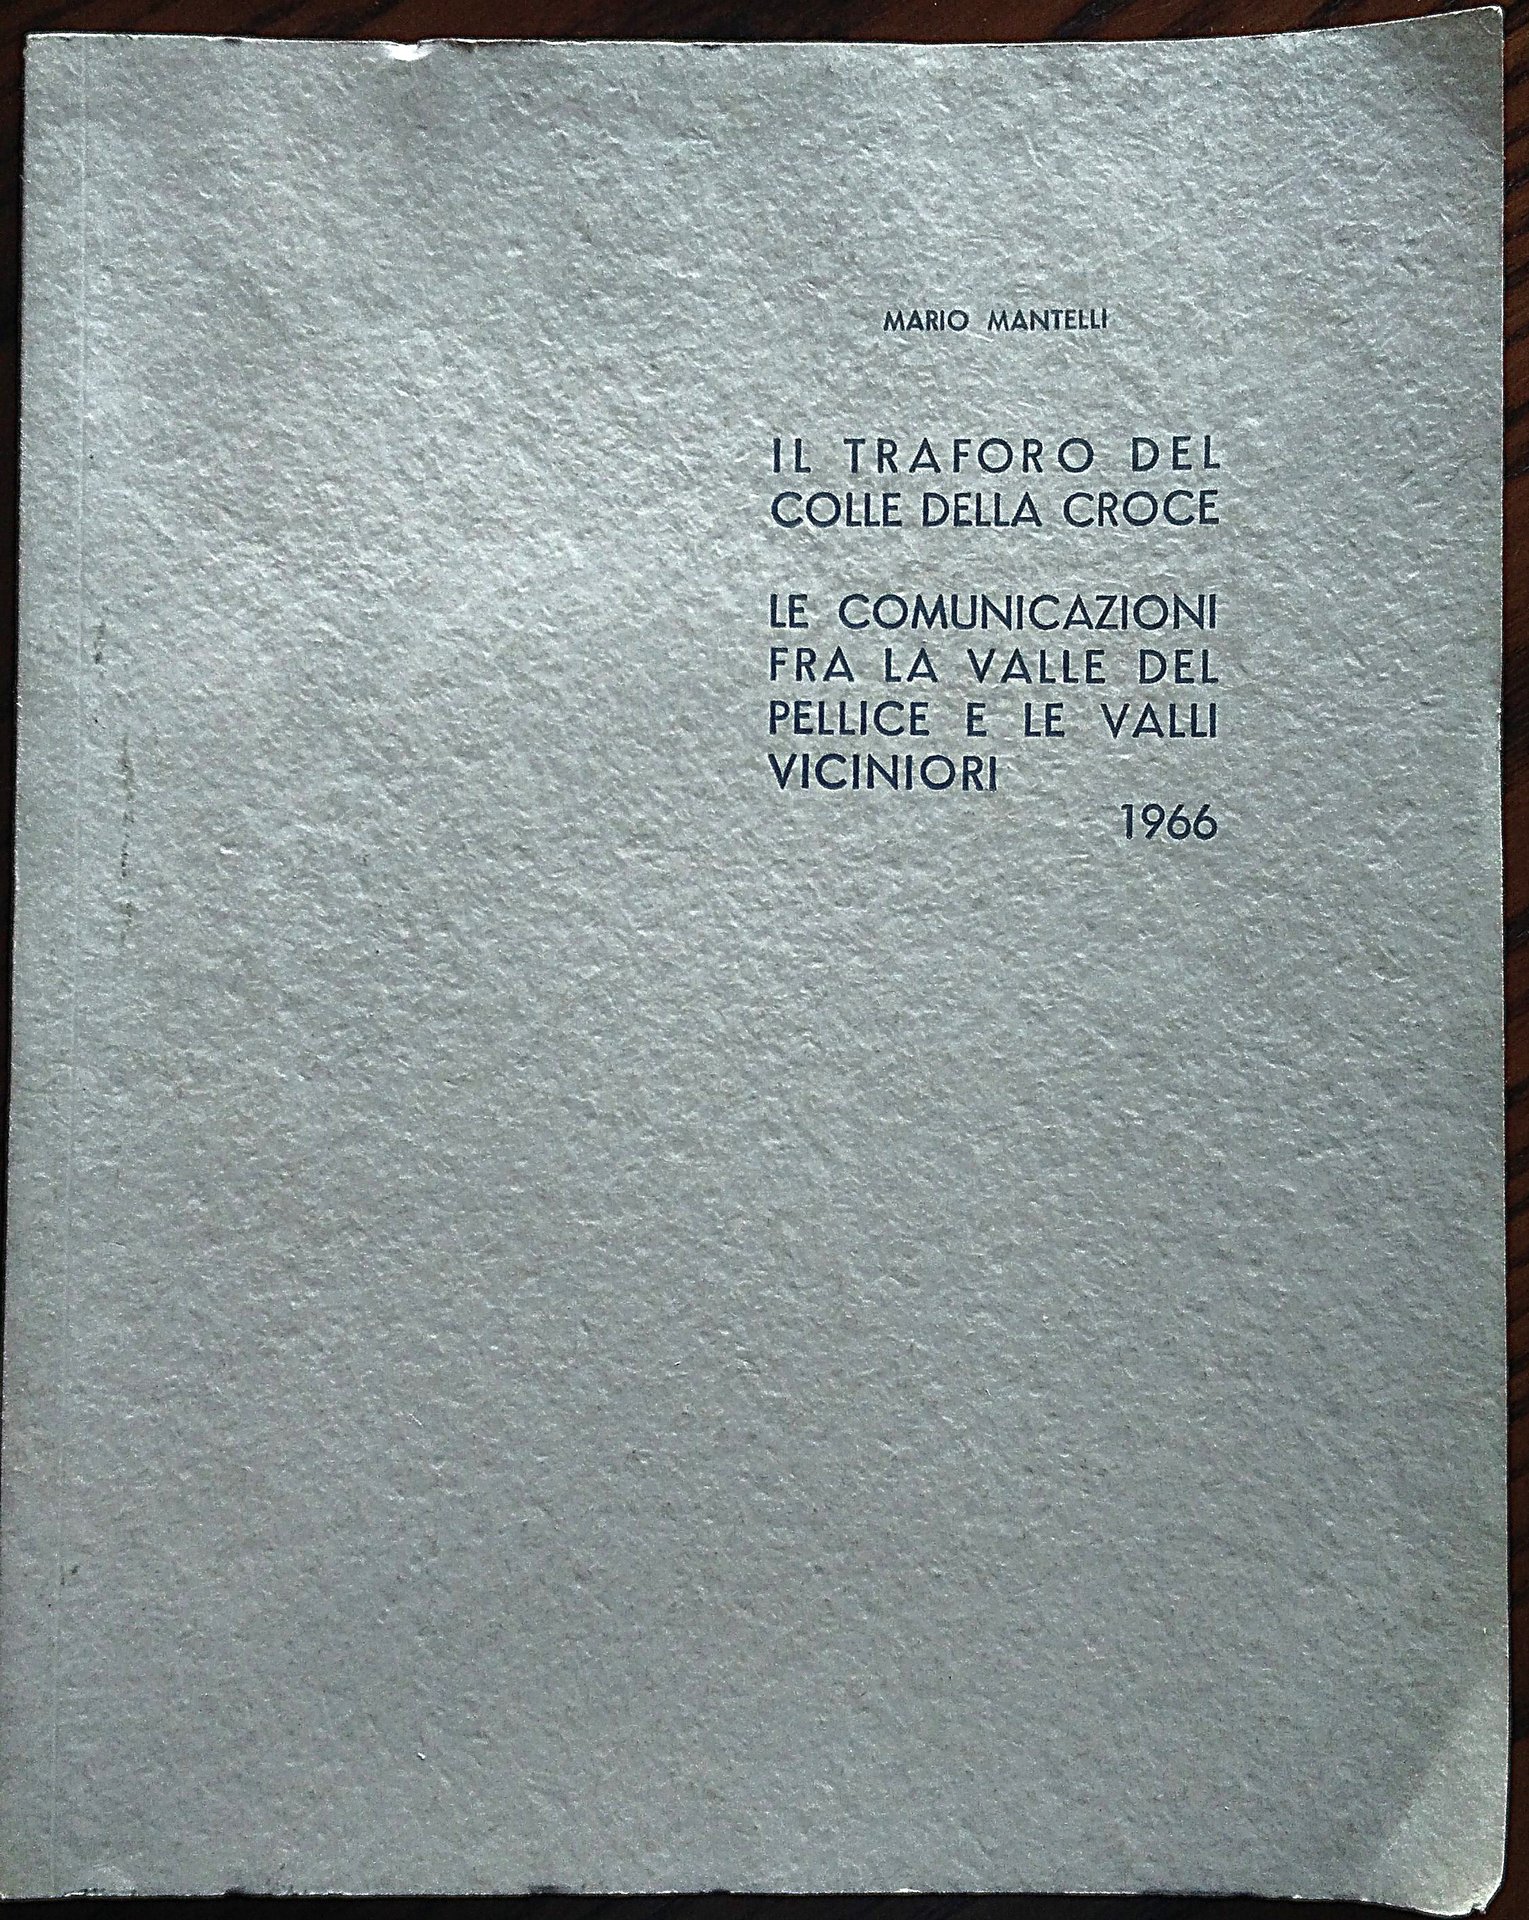 MARIO MANTELLI
IL TRAFORO DEL
COLLE DELLA CROCE
LE COMUNICAZIONI
FRA LA VALLE DEL
PELLICE E LE VALLI
VICINIORI
1966